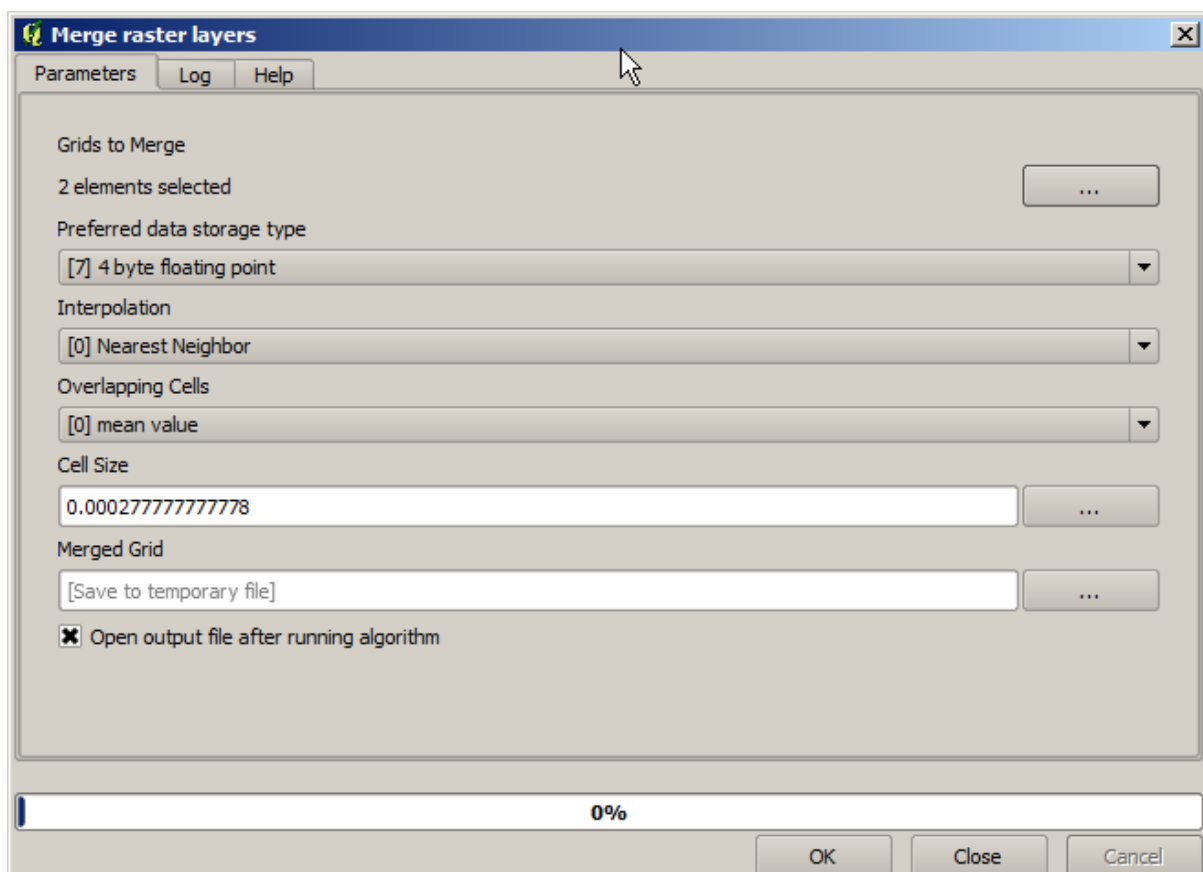 Merge raster layers
Parameters Log Help
Grids to Merge
2 elements selected ...
Preferred data storage type
[7] 4 byte floating point
Interpolation
[0] Nearest Neighbor
Overlapping Cells
[0] mean value
Cell Size
0.000277777777778 ...
Merged Grid
[Save to temporary file] ...
Open output file after running algorithm
0%
OK Close Cancel